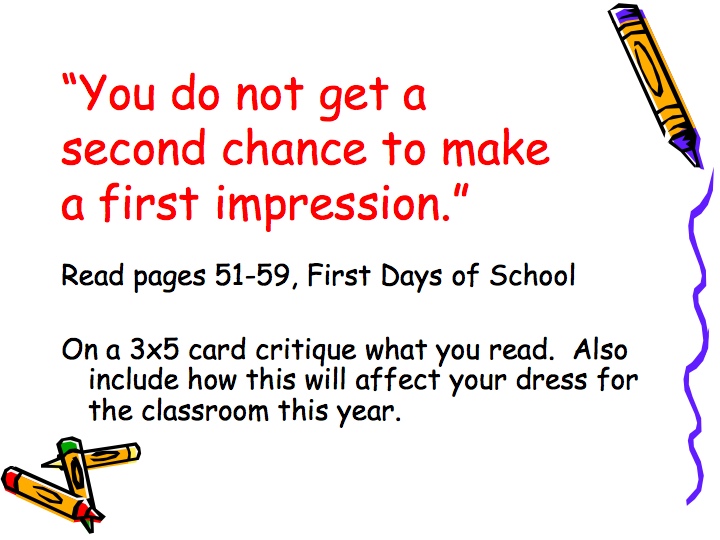 “You do not get a
second chance to make
a first impression.”
Read pages 51-59, First Days of School
On a 3x5 card critique what you read.  Also
include how this will affect your dress for
the classroom this year.